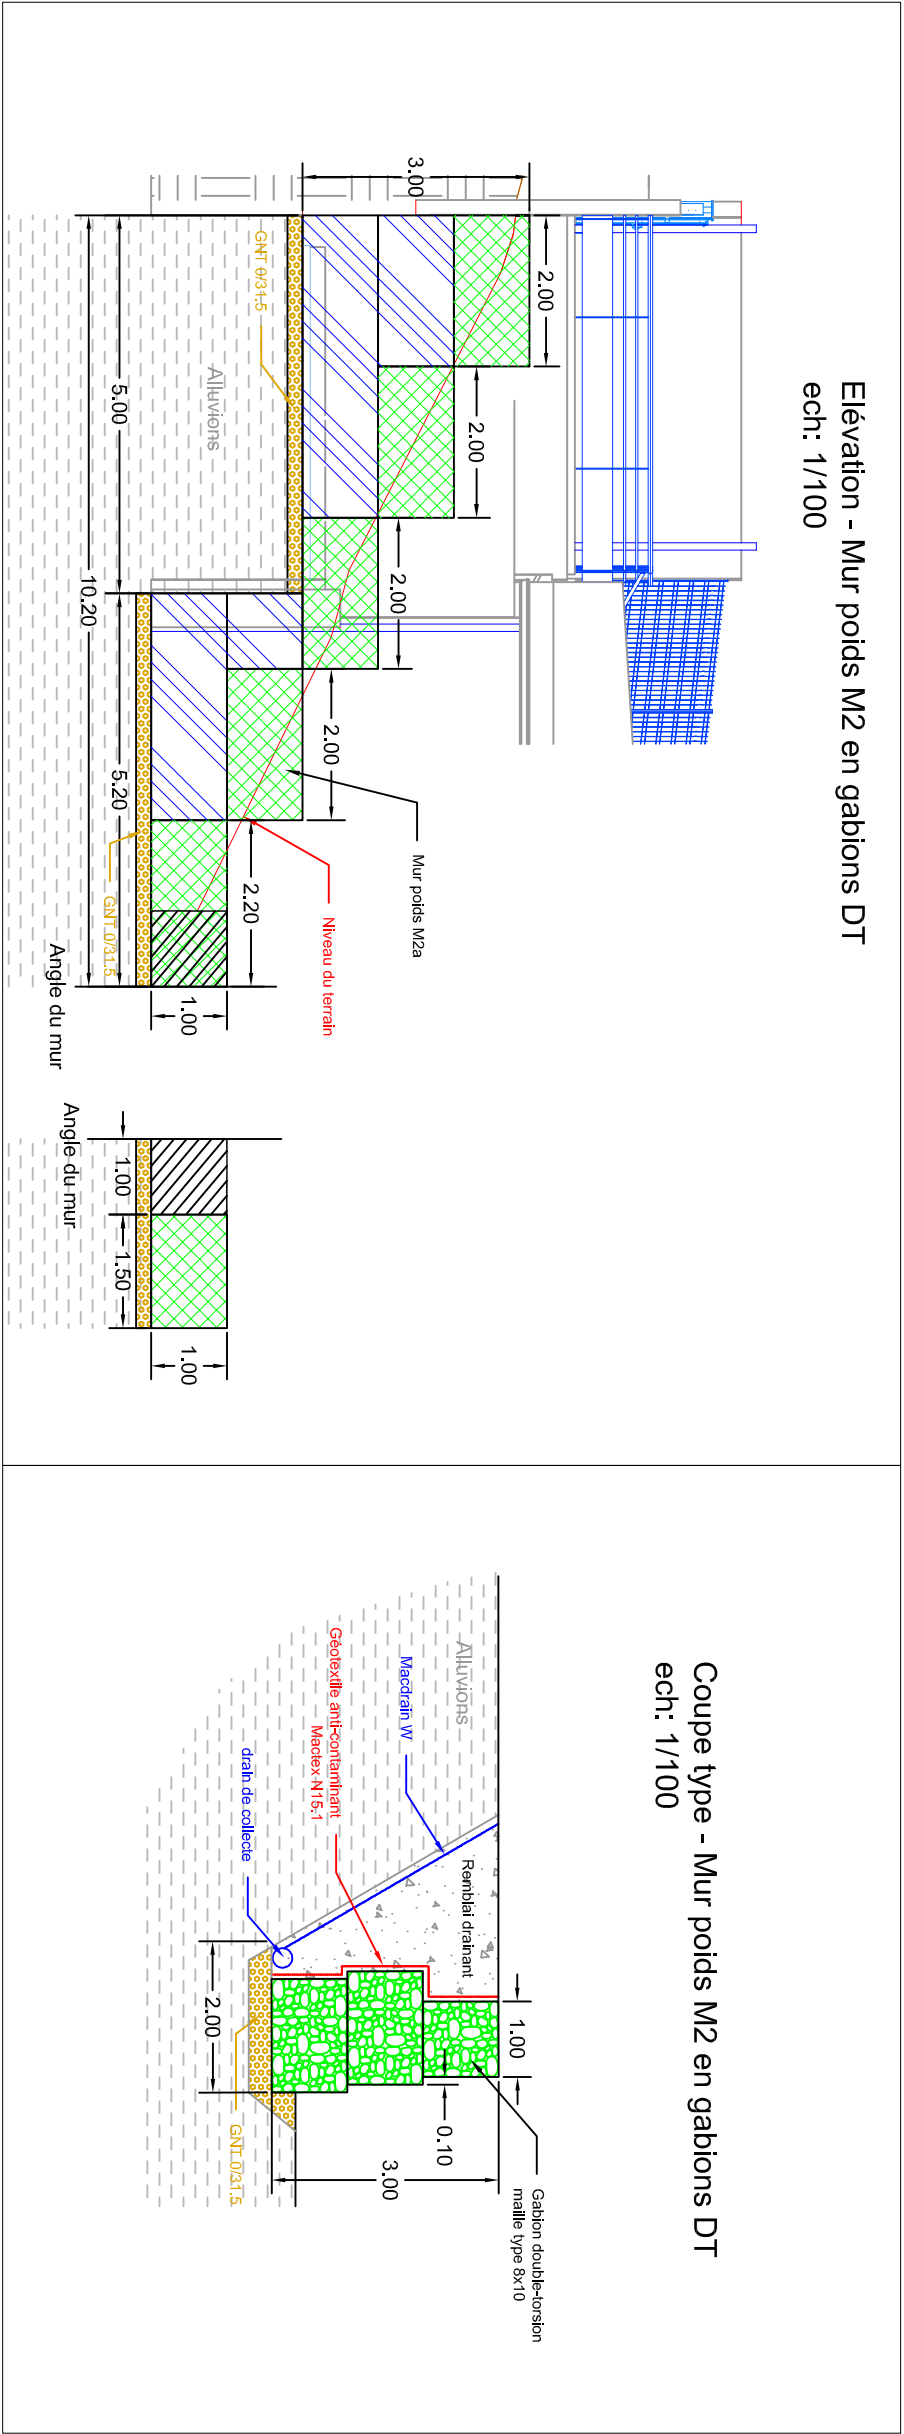 Elévation - Mur poids M2 en gabions DT
ech: 1/100
3.00
2.00
2.00
2.00
2.00
2.20
1.00
GNT 0/31.5
Alluvions
5.00
10.20
5.20
GNT 0/31.5
Mur poids M2a
Niveau du terrain
Angle du mur
Angle du mur
1.00
1.50
1.00
Coupe type - Mur poids M2 en gabions DT
ech: 1/100
Alluvions
Macdrain W
Géotextile anti-contaminant
Mactex N15.1
drain de collecte
Remblai drainant
1.00
0.10
3.00
2.00
GNT 0/31.5
Gabion double-torsion
maille type 8x10